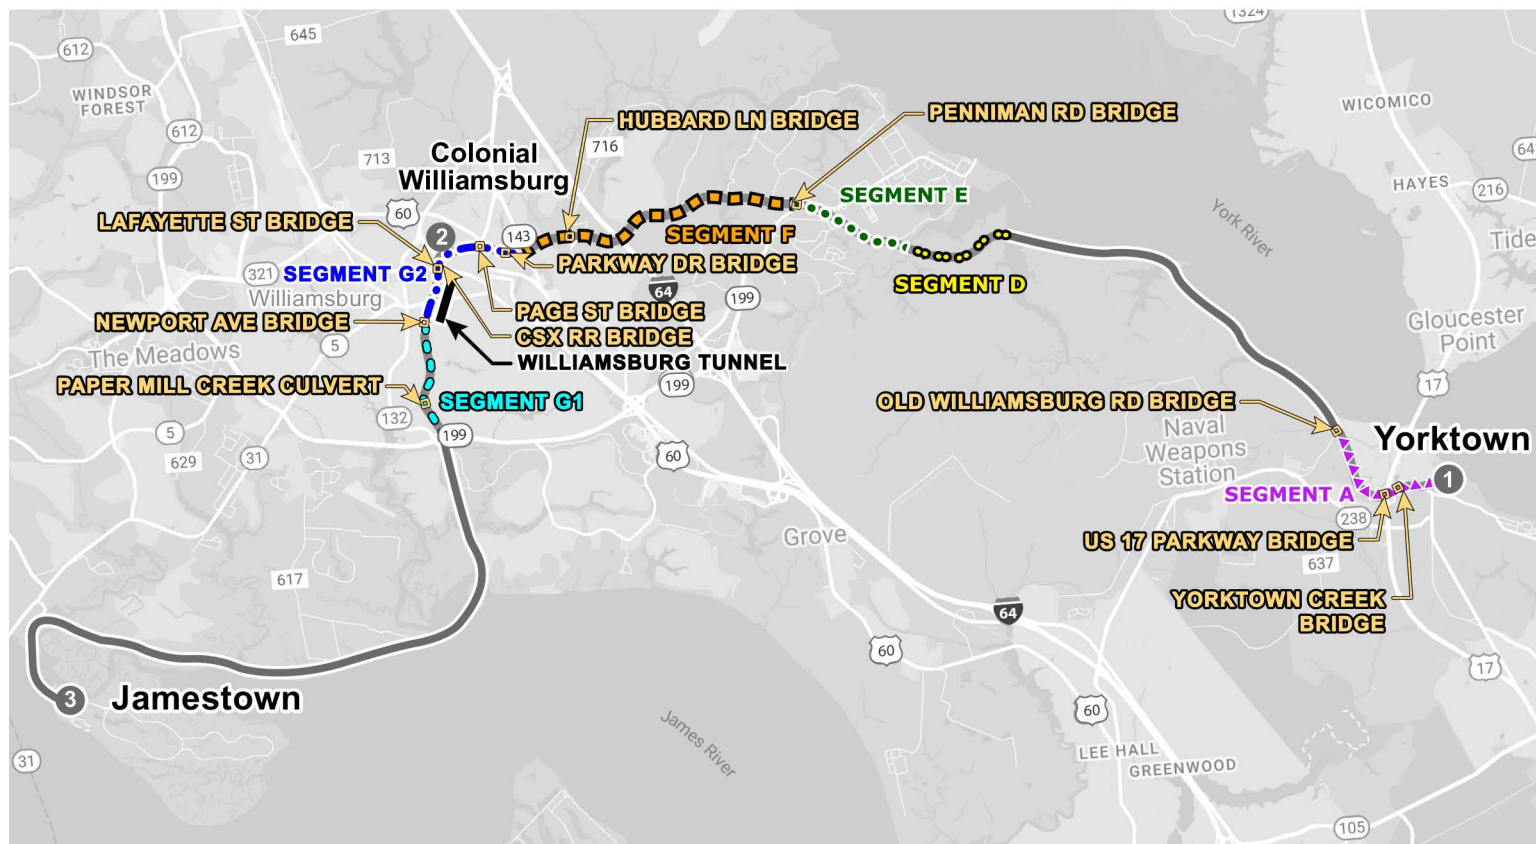 1324
645
612
WINDSOR
FOREST
WICOMICO
612
HUBBARD LN BRIDGE
PENNIMAN RD BRIDGE
716
713
Colonial
Williamsburg
64
199
HAYES
216
SEGMENT E
60
LAFAYETTE ST BRIDGE
York River
2
143
SEGMENT F
Tide
PARKWAY DR BRIDGE
321
SEGMENT G2
SEGMENT D
Williamsburg
64
199
PAGE ST BRIDGE
NEWPORT AVE BRIDGE
Gloucester
Point
CSX RR BRIDGE
5
The Meadows
WILLIAMSBURG TUNNEL
PAPER MILL CREEK CULVERT
199
17
SEGMENT G1
OLD WILLIAMSBURG RD BRIDGE
132
5
199
Naval
Weapons
Station
Yorktown
31
629
60
1
SEGMENT A
238
Grove
US 17 PARKWAY BRIDGE
637
617
YORKTOWN CREEK
BRIDGE
64
60
17
3
Jamestown
60
James River
LEE HALL
GREENWOOD
31
105